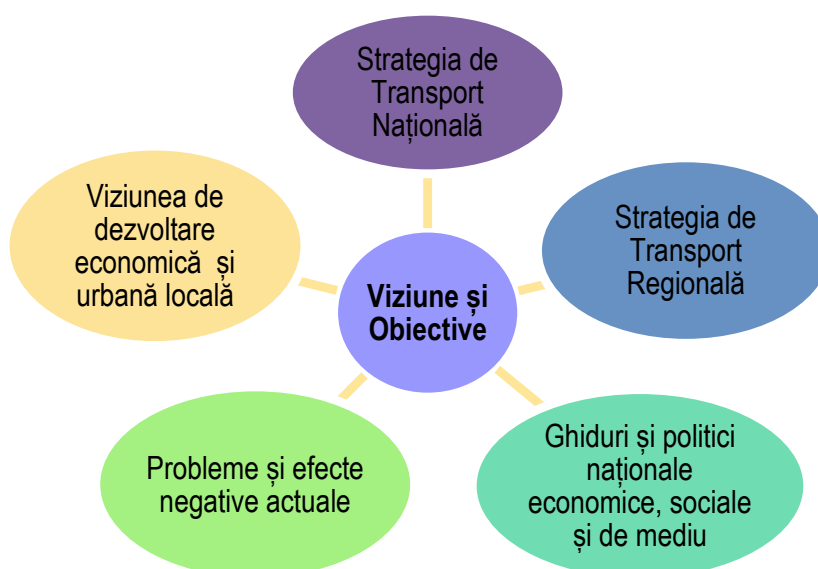 Strategia de
Transport
Națională
Viziunea de
dezvoltare
economică și
urbană locală
Strategia de
Transport
Regională
Viziune și
Obiective
Probleme și efecte
negative actuale
Ghiduri și politici
naționale
economice, sociale
și de mediu